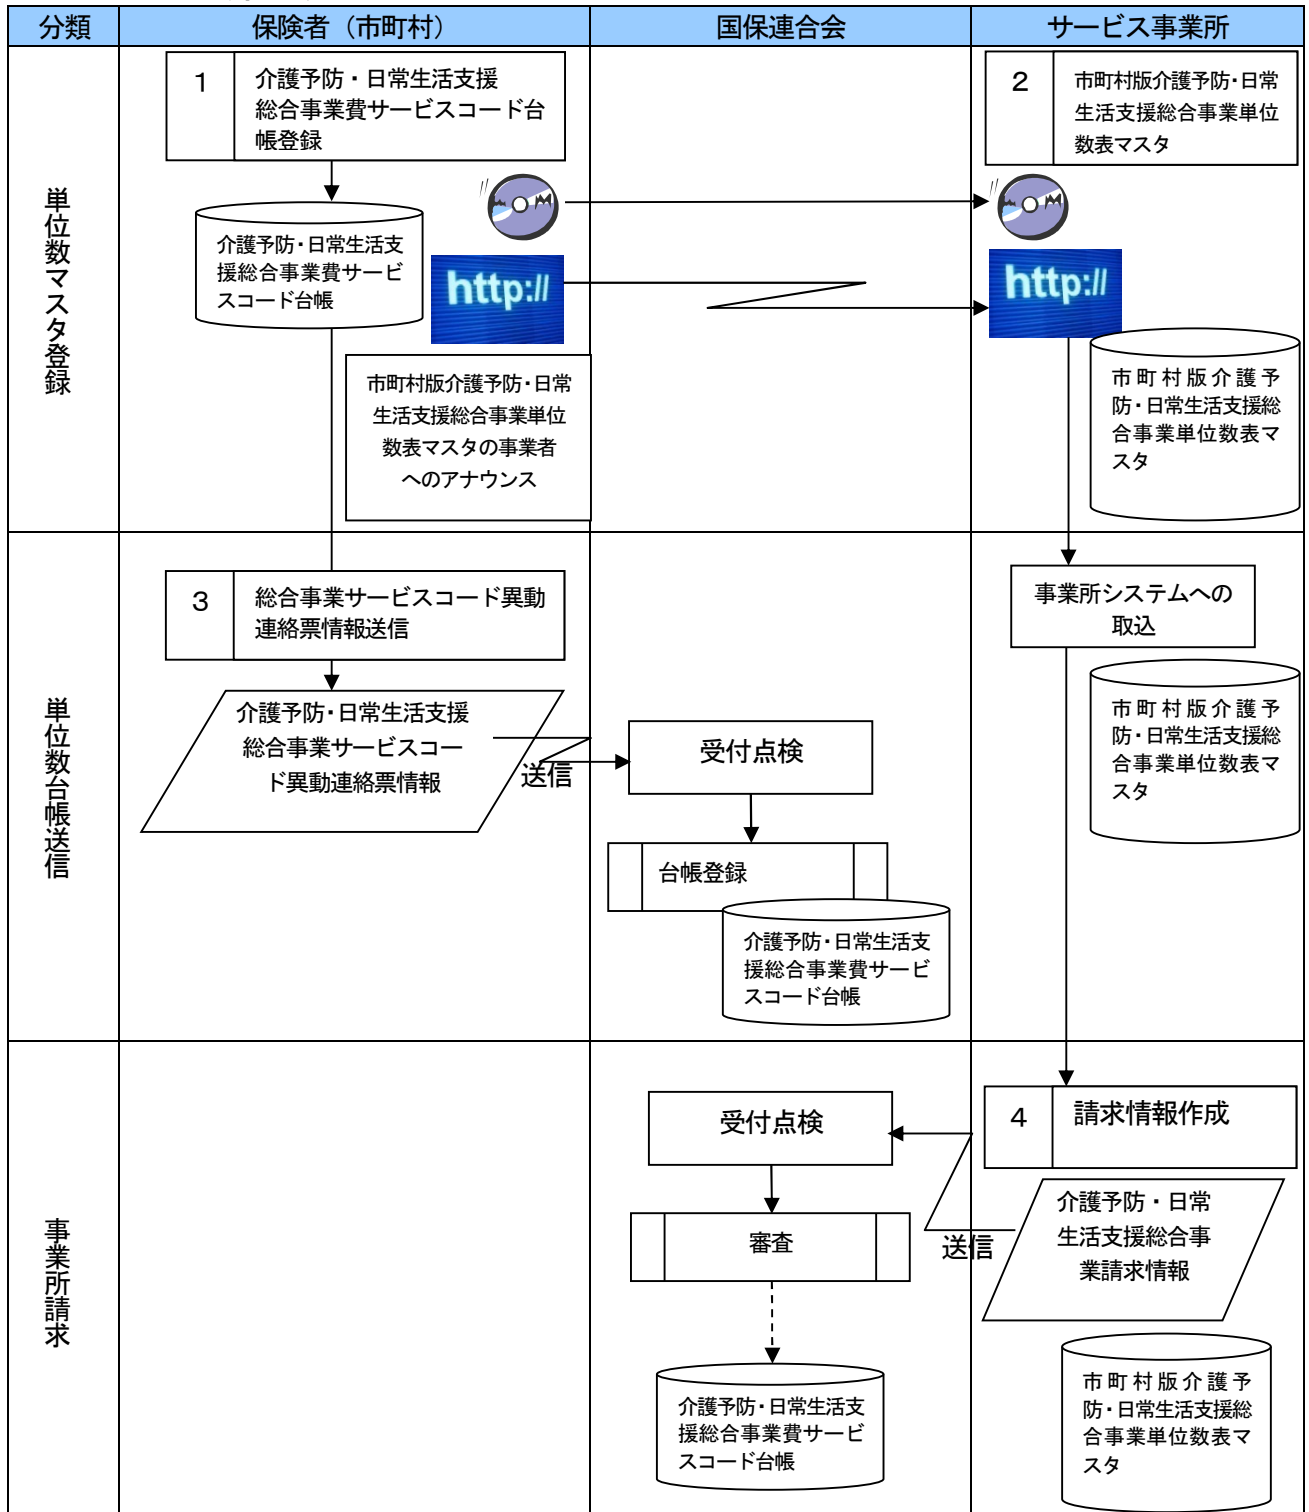 分類
保険者（市町村）
国保連合会
サービス事業所
単位数マスタ登録
1
介護予防・日常生活支援
総合事業費サービスコード台
帳登録
2
市町村版介護予防・日常
生活支援総合事業単位
数表マスタ
介護予防・日常生活支
援総合事業費サービ
スコード台帳
http://
http://
市町村版介護予防・日常
生活支援総合事業単位
数表マスタの事業者
へのアナウンス
市町村版介護予
防・日常生活支援総
合事業単位数表マ
スタ
単位数台帳送信
3
総合事業サービスコード異動
連絡票情報送信
事業所システムへの
取込
介護予防・日常生活支援
総合事業サービスコー
ド異動連絡票情報
送信
受付点検
市町村版介護予
防・日常生活支援総
合事業単位数表マ
スタ
台帳登録
介護予防・日常生活支
援総合事業費サービ
スコード台帳
事業所請求
受付点検
4
請求情報作成
審査
送信
介護予防・日常
生活支援総合事
業請求情報
介護予防・日常生活支
援総合事業費サービ
スコード台帳
市町村版介護予
防・日常生活支援総
合事業単位数表マ
スタ